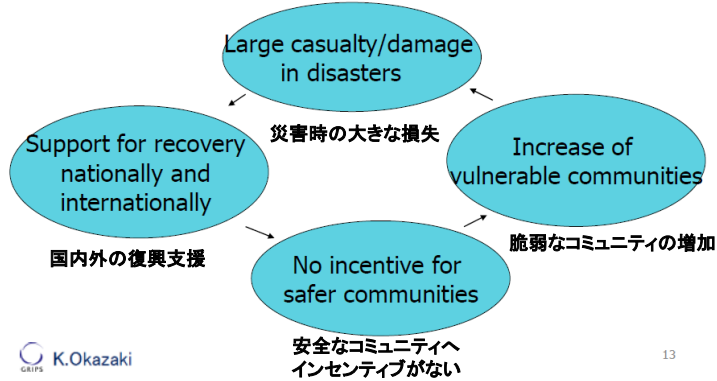 Large casualty/damage
in disasters
災害時の大きな損失
Support for recovery
nationally and
internationally
国内外の復興支援
Increase of
vulnerable communities
脆弱なコミュニティの増加
No incentive for
safer communities
安全なコミュニティへ
インセンティブがない
GRIPS
K.Okazaki
13